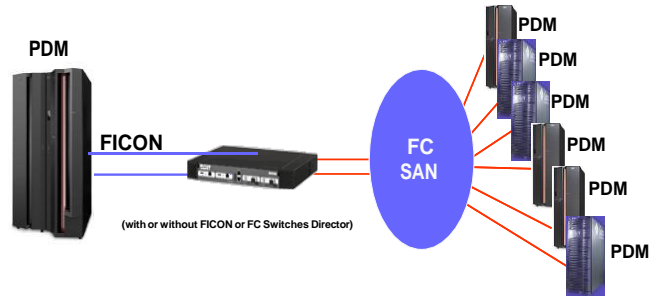 PDM
FICON
(with or without FICON or FC Switches Director)
FC
SAN
PDM
PDM
PDM
PDM
PDM
PDM